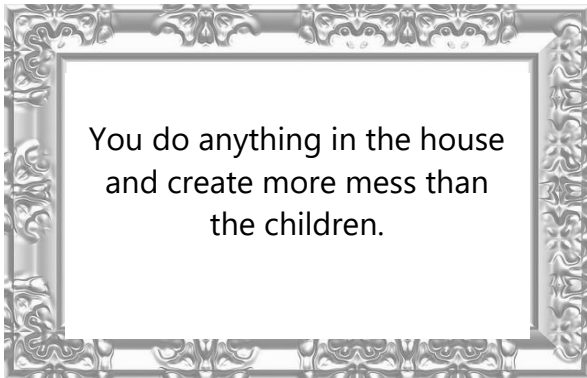 You do anything in the house
and create more mess than
the children.